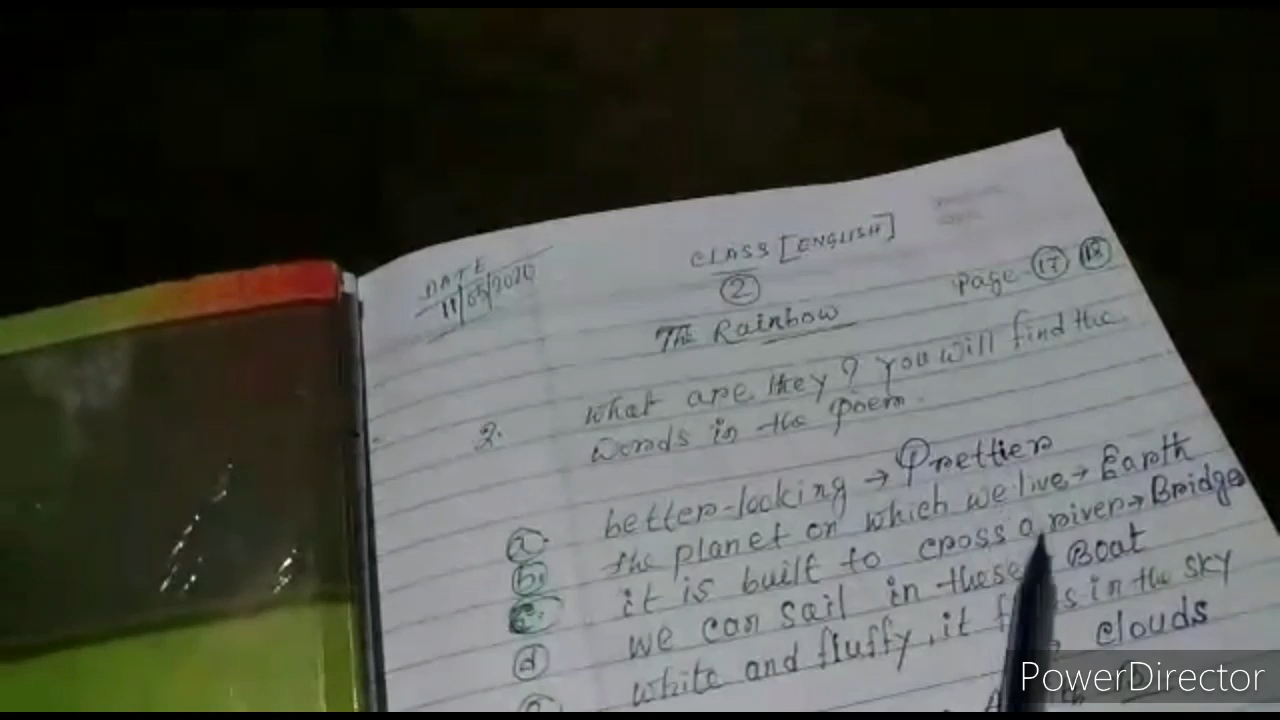 DATE
11/05/2020
CLASS [ENGLISH]
2
Page - 17 18
The Rainbow
2. What are they? You will find the
words in the poem.
a. better-looking → Prettier
b. the planet on which we live → Earth
c. it is built to cross a river → Bridge
d we can sail in these Boat
white and fluffy, it in the sky
clouds
PowerDirector